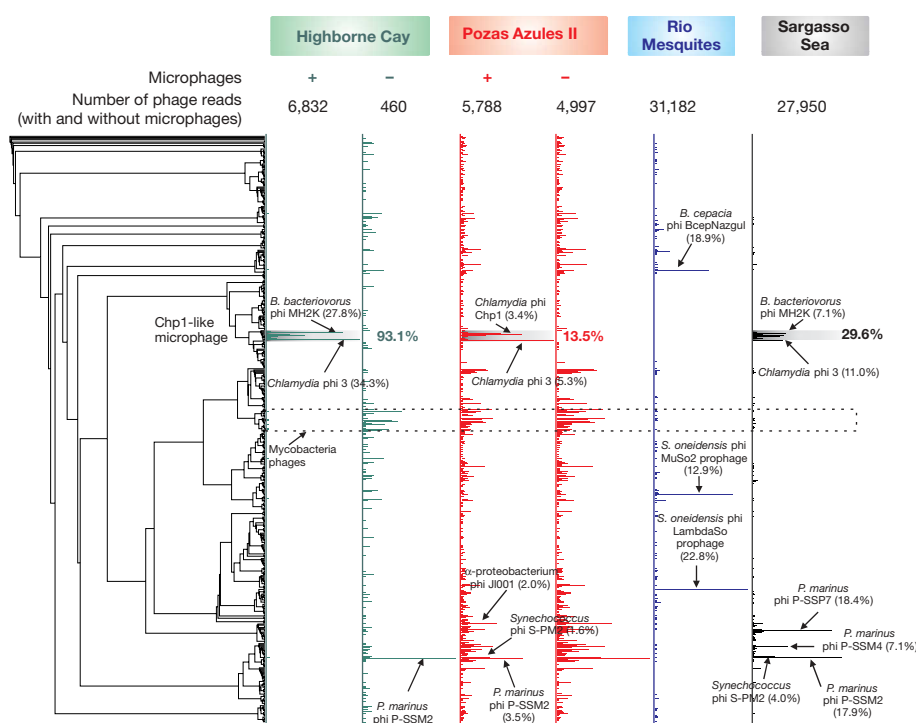 Highborne Cay
Pozas Azules II
Rio
Mesquites
Sargasso
Sea
Microphages
+
–
+
–
Number of phage reads
(with and without microphages)
6,832
460
5,788
4,997
31,182
27,950
B. cepacia
phi BcepNazgul
(18.9%)
B. bacteriovorus
phi MH2K (27.8%)
Chlamydia phi
Chp1 (3.4%)
B. bacteriovorus
phi MH2K (7.1%)
Chp1-like
microphage
93.1%
13.5%
29.6%
Chlamydia phi 3 (34.3%)
Chlamydia phi 3 (5.3%)
Chlamydia phi 3 (11.0%)
Mycobacteria
phages
S. oneidensis phi
MuSo2 prophage
(12.9%)
S. oneidensis phi
LambdaSo
prophage
(22.8%)
α-proteobacterium
phi JI001 (2.0%)
Synechococcus
phi S-PM2 (1.6%)
P. marinus
phi P-SSP7 (18.4%)
P. marinus
phi P-SSM4 (7.1%)
Synechococcus
phi S-PM2 (4.0%)
P. marinus
phi P-SSM2
P. marinus
phi P-SSM2
(3.5%)
P. marinus
phi P-SSM2
(17.9%)